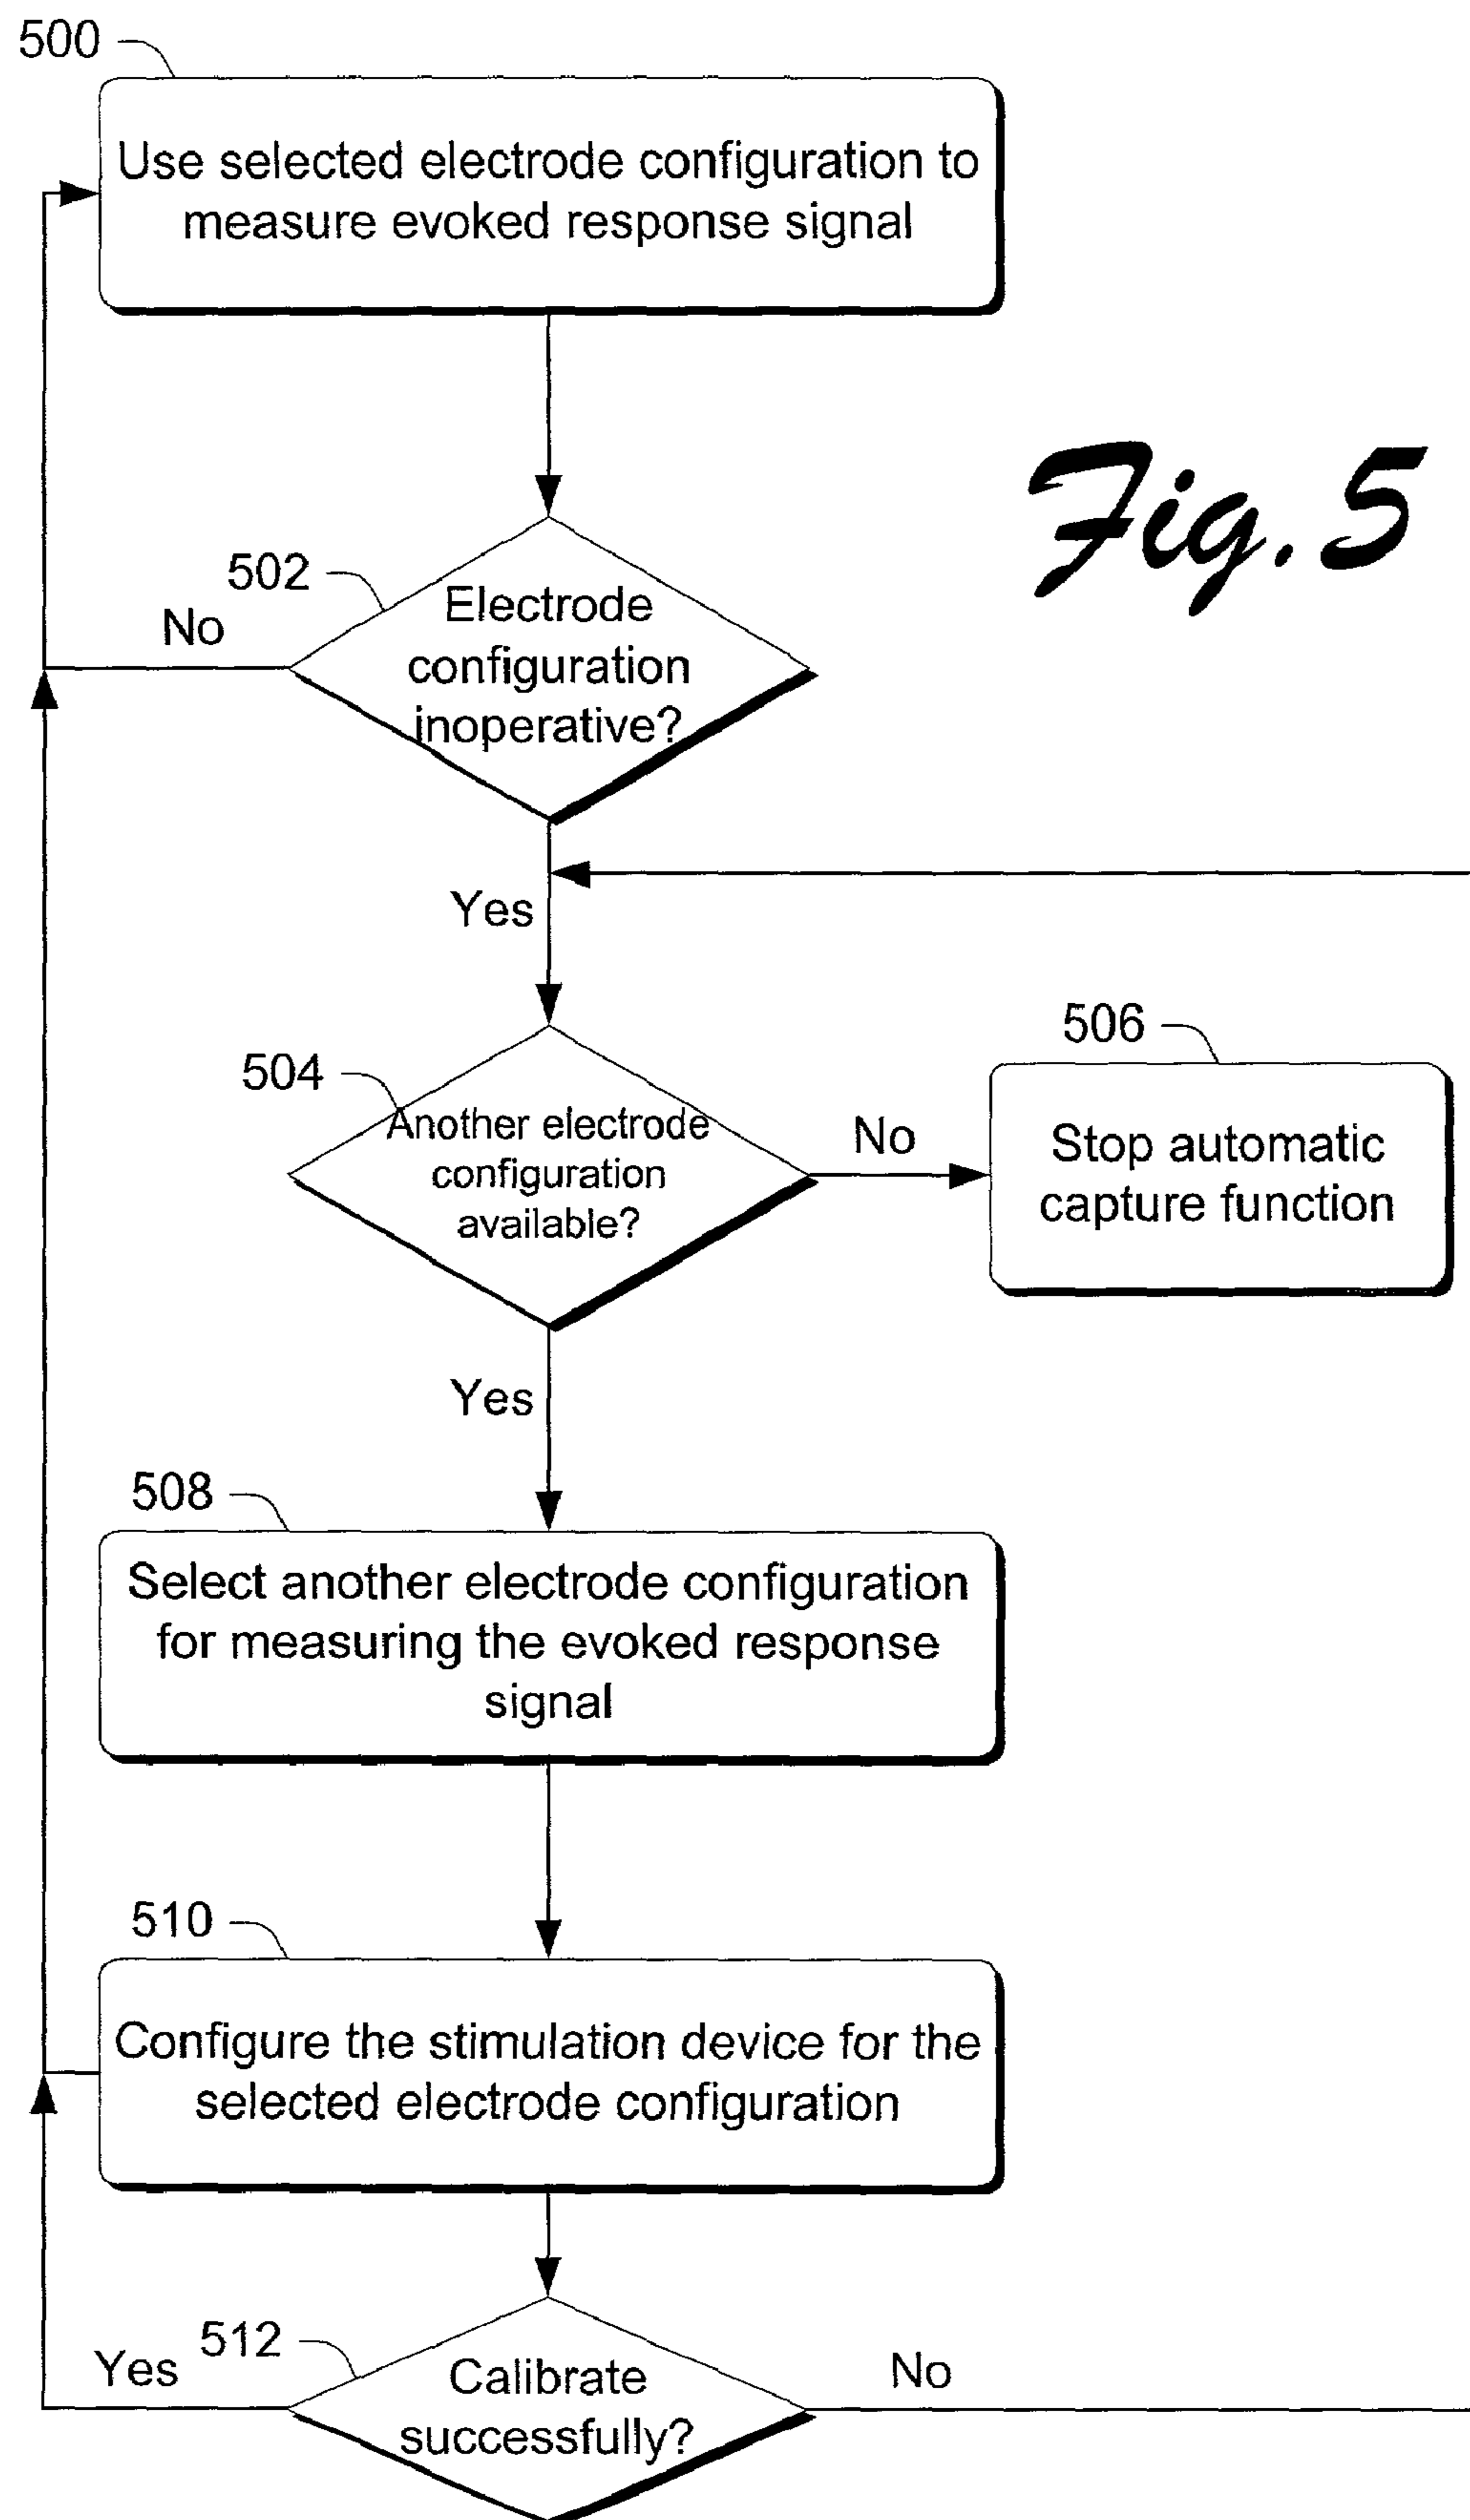 500
Use selected electrode configuration to
measure evoked response signal
Fig. 5
502
No
Electrode
configuration
inoperative?
Yes
504
Another electrode
configuration
available?
No
506
Stop automatic
capture function
Yes
508
Select another electrode configuration
for measuring the evoked response
signal
510
Configure the stimulation device for the
selected electrode configuration
512
Yes
Calibrate
successfully?
No